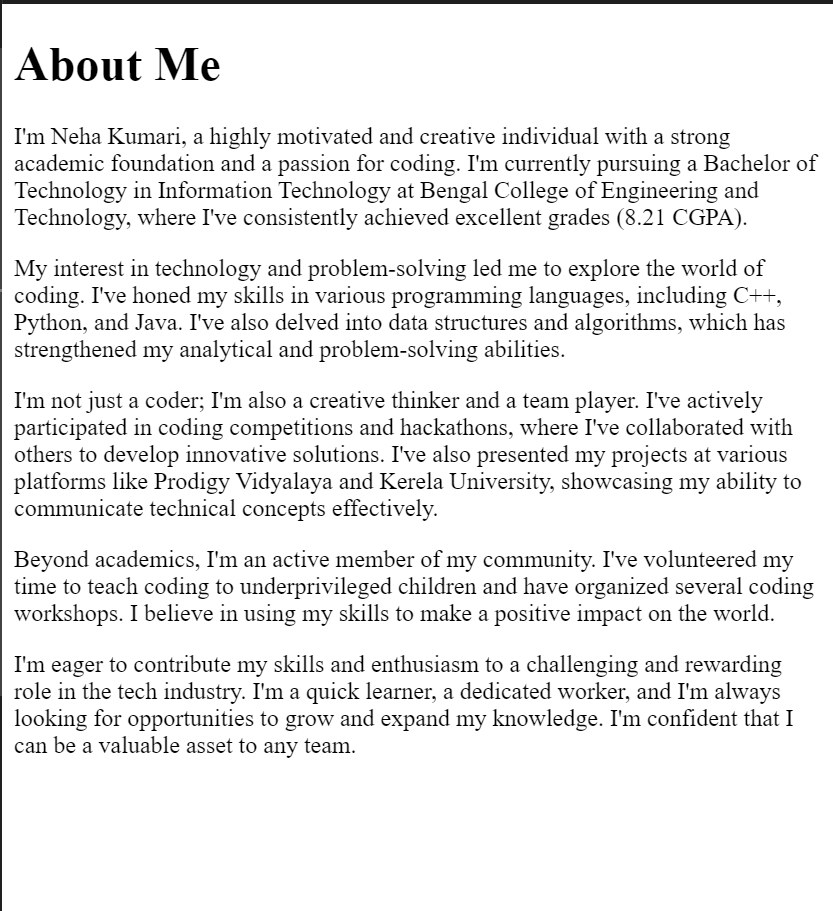 About Me
I'm Neha Kumari, a highly motivated and creative individual with a strong
academic foundation and a passion for coding. I'm currently pursuing a Bachelor of
Technology in Information Technology at Bengal College of Engineering and
Technology, where I've consistently achieved excellent grades (8.21 CGPA).
My interest in technology and problem-solving led me to explore the world of
coding. I've honed my skills in various programming languages, including C++,
Python, and Java. I've also delved into data structures and algorithms, which has
strengthened my analytical and problem-solving abilities.
I'm not just a coder; I'm also a creative thinker and a team player. I've actively
participated in coding competitions and hackathons, where I've collaborated with
others to develop innovative solutions. I've also presented my projects at various
platforms like Prodigy Vidyalaya and Kerela University, showcasing my ability to
communicate technical concepts effectively.
Beyond academics, I'm an active member of my community. I've volunteered my
time to teach coding to underprivileged children and have organized several coding
workshops. I believe in using my skills to make a positive impact on the world.
I'm eager to contribute my skills and enthusiasm to a challenging and rewarding
role in the tech industry. I'm a quick learner, a dedicated worker, and I'm always
looking for opportunities to grow and expand my knowledge. I'm confident that I
can be a valuable asset to any team.